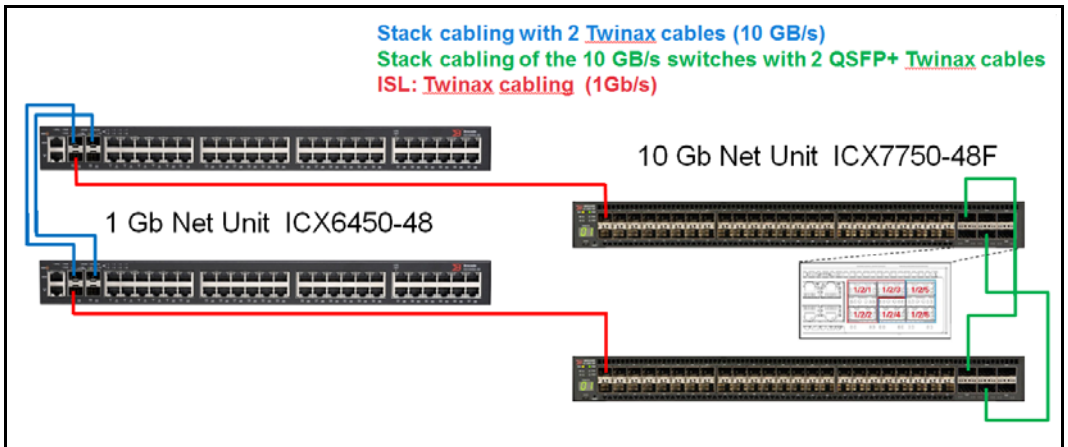 Stack cabling with 2 Twinax cables (10 GB/s)
Stack cabling of the 10 GB/s switches with 2 QSFP+ Twinax cables
ISL: Twinax cabling (1Gb/s)
10 Gb Net Unit ICX7750-48F
1 Gb Net Unit ICX6450-48
1/2/1 1/2/3 1/2/5
1/2/2 1/2/4 1/2/6